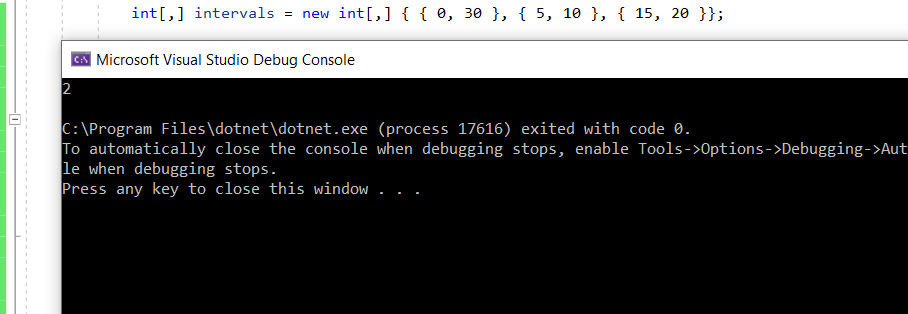 int[,] intervals = new int[,] { { 0, 30 }, { 5, 10 }, { 15, 20 }};
C:\ Microsoft Visual Studio Debug Console
2
C:\Program Files\dotnet\dotnet.exe (process 17616) exited with code 0.
To automatically close the console when debugging stops, enable Tools->Options->Debugging->Aut
le when debugging stops.
Press any key to close this window . . .